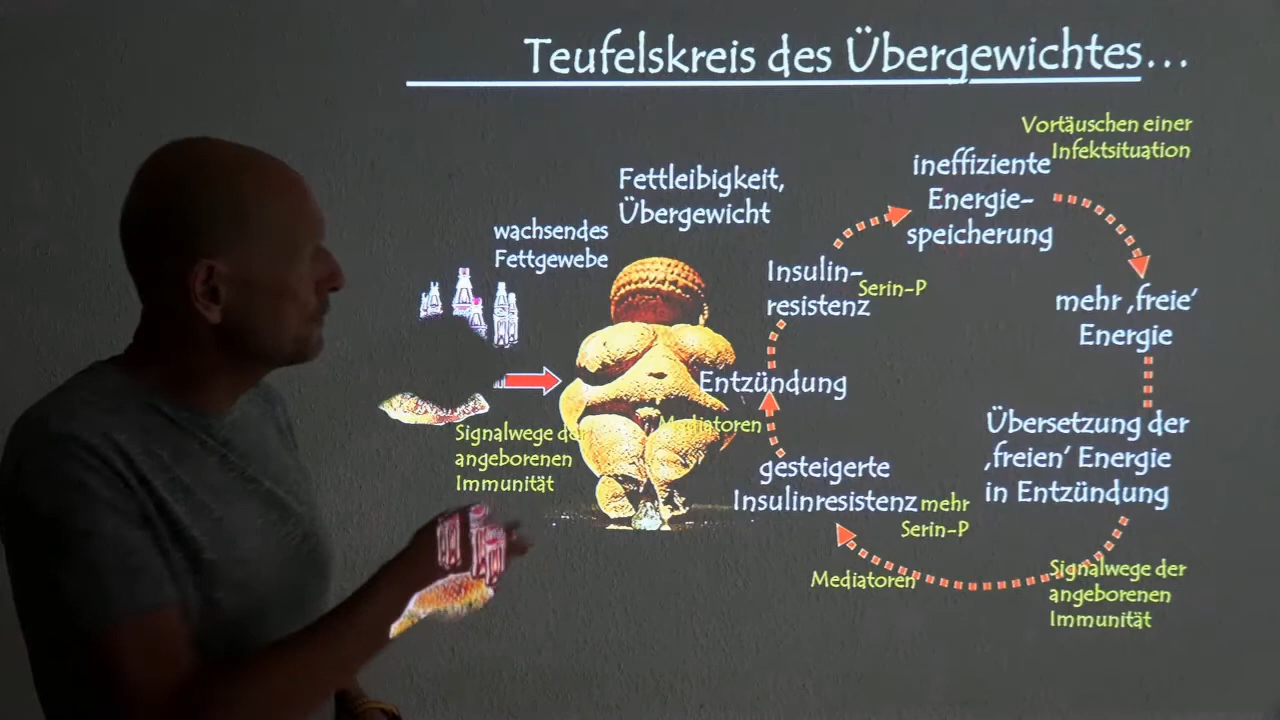 Teufelskreis des Übergewichtes...
Vortäuschen einer
Infektsituation
ineffiziente
Energie-
speicherung
Fettleibigkeit,
Übergewicht
wachsendes
Fettgewebe
Insulin-
resistenz
Serin-P
mehr ‚freie‘
Energie
Entzündung
Mediatoren
Signalwege der
angeborenen
Immunität
Übersetzung der
‚freien‘ Energie
in Entzündung
gesteigerte
Insulinresistenz
mehr
Serin-P
Mediatoren
Signalwege der
angeborenen
Immunität